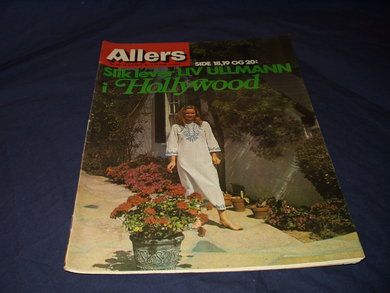 Allers
SIDE 18,19 OG 20:
Slik lever LIV ULLMANN
i Hollywood